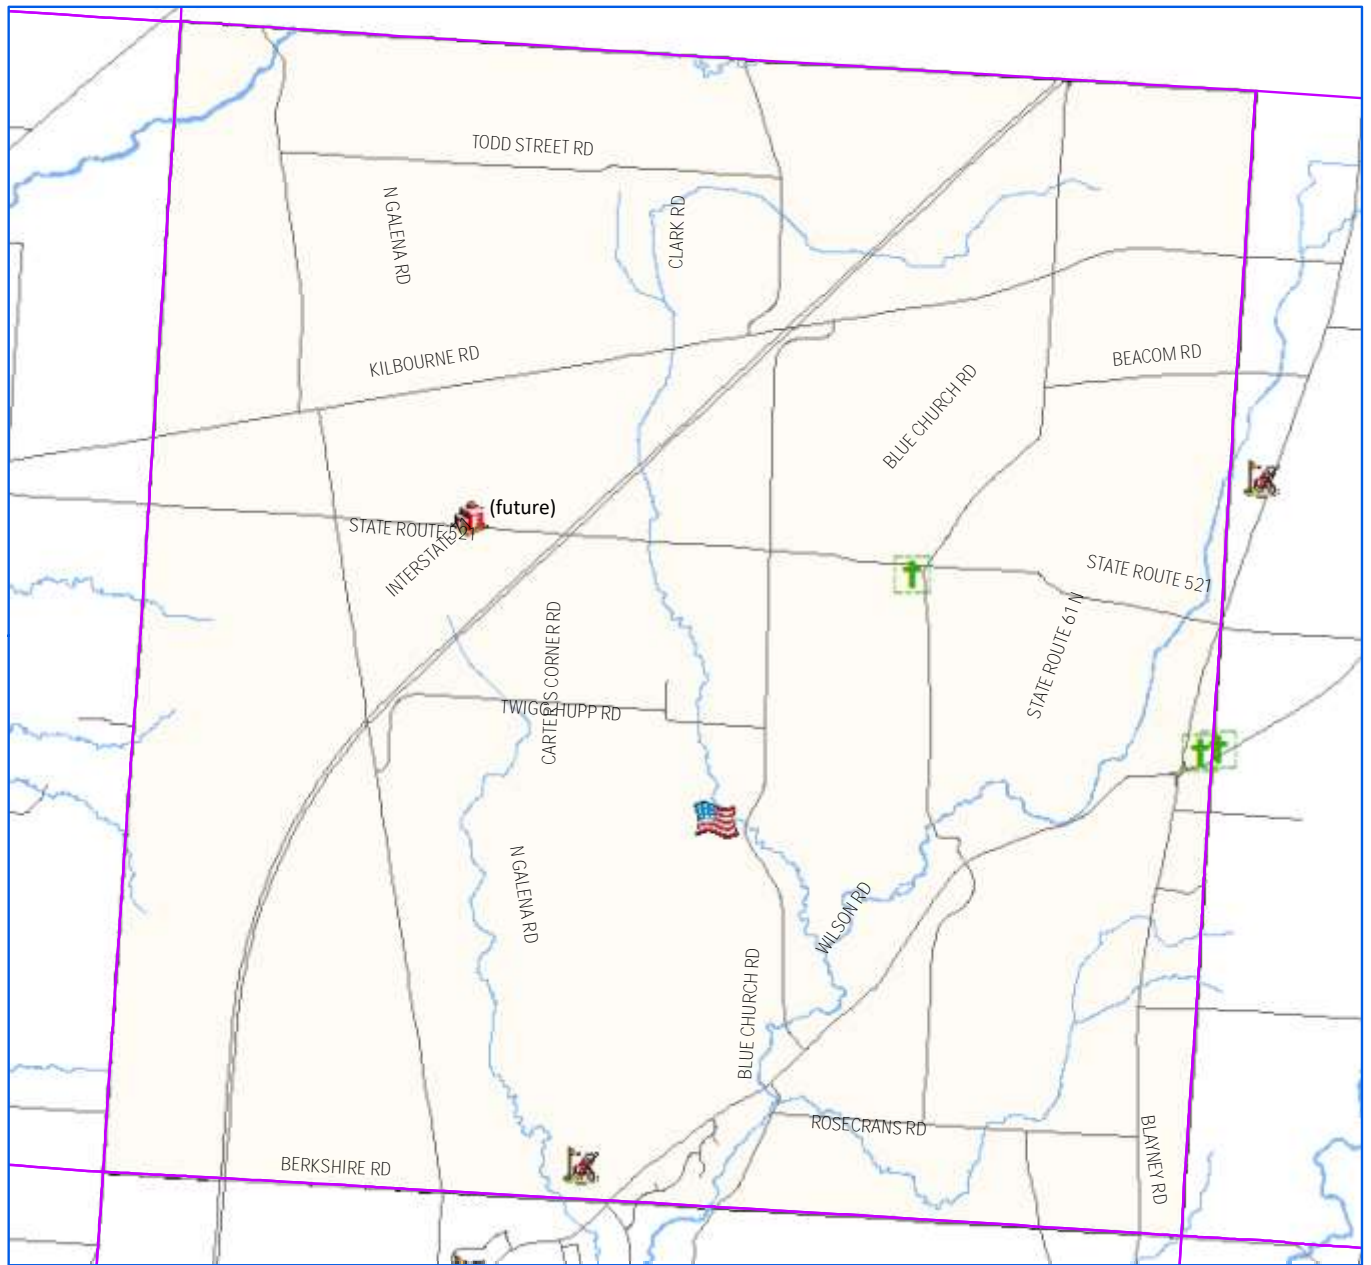 TODD STREET RD
N GALENA RD
CLARK RD
KILBOURNE RD
BEACOM RD
BLUE CHURCH RD
(future)
STATE ROUTE 521
INTERSTATE
STATE ROUTE 521
STATE ROUTE 61 N
CARTERS CORNER RD
TWIGG HUPP RD
N GALENA RD
WILSON RD
BLUE CHURCH RD
ROSECRANS RD
BLAYNEY RD
BERKSHIRE RD